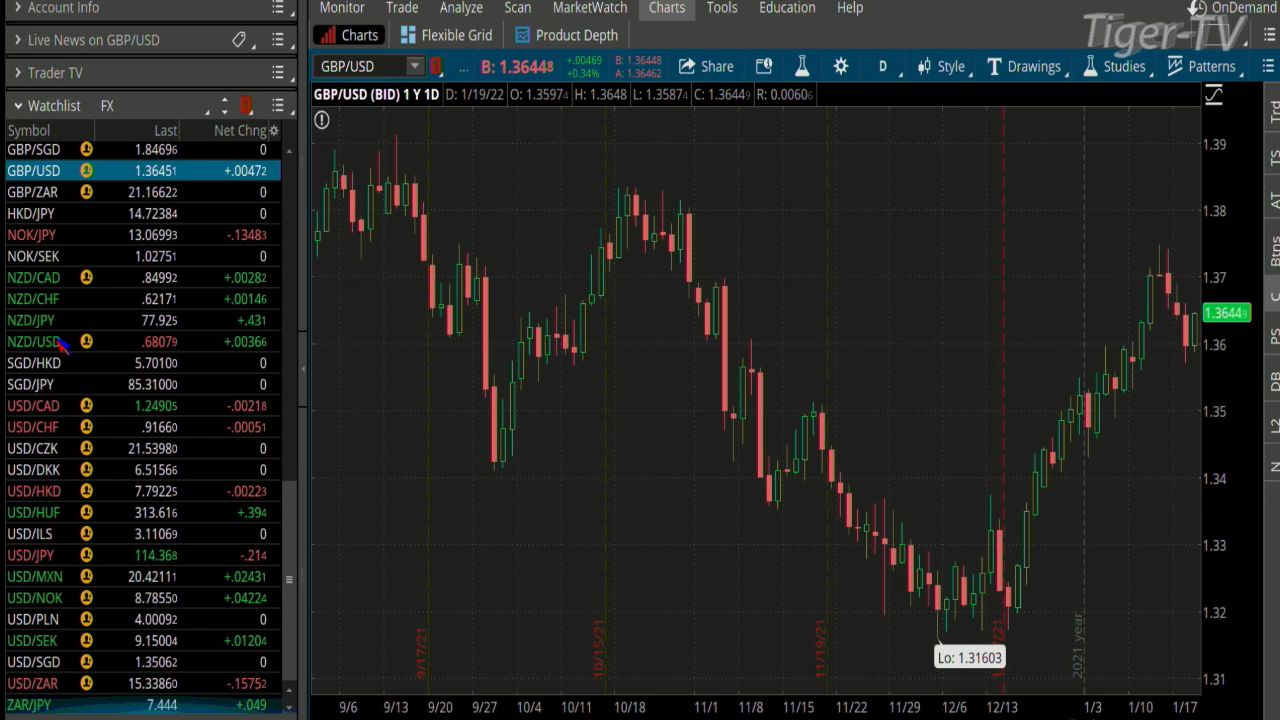 Account Info
Monitor Trade Analyze Scan MarketWatch Charts Tools Education Help
OnDemand
Tiger-TV
Live News on GBP/USD
Charts Flexible Grid Product Depth
Trader TV
GBP/USD
... B: 1.36448 +.00469 +0.34% B: 1.36448 A: 1.36462 Share D Style Drawings Studies Patterns
Watchlist FX
GBP/USD (BID) 1 Y 1D D: 1/19/22 O: 1.35974 H: 1.3648 L: 1.35874 C: 1.36449 R: 0.00606
Symbol Last Net Chng
GBP/SGD 1.84696 0
GBP/USD 1.36451 +.00472
GBP/ZAR 21.16622 0
HKD/JPY 14.72384 0
NOK/JPY 13.06993 -.13483
NOK/SEK 1.02751 0
NZD/CAD .84992 +.00282
NZD/CHF .62171 +.00146
NZD/JPY 77.925 +.431
NZD/USD .68079 +.00366
SGD/HKD 5.70100 0
SGD/JPY 85.31000 0
USD/CAD 1.24905 -.00218
USD/CHF .91660 -.00051
USD/CZK 21.53980 0
USD/DKK 6.51566 0
USD/HKD 7.79225 -.00223
USD/HUF 313.616 +.394
USD/ILS 3.11069 0
USD/JPY 114.368 -.214
USD/MXN 20.42111 +.02431
USD/NOK 8.78550 +.04224
USD/PLN 4.00092 0
USD/SEK 9.15004 +.01204
USD/SGD 1.35062 0
USD/ZAR 15.33860 -.15752
ZAR/JPY 7.444 +.049
1.39
1.38
1.37
1.36449
1.36
1.35
1.34
1.33
1.32
1.31
9/17/21
10/15/21
11/19/21
Lo: 1.31603
/21
2021 year
9/6 9/13 9/20 9/27 10/4 10/11 10/18 11/1 11/8 11/15 11/22 11/29 12/6 12/13 1/3 1/10 1/17
Trd
TS
AT
Btns
C
PS
DB
L2
N